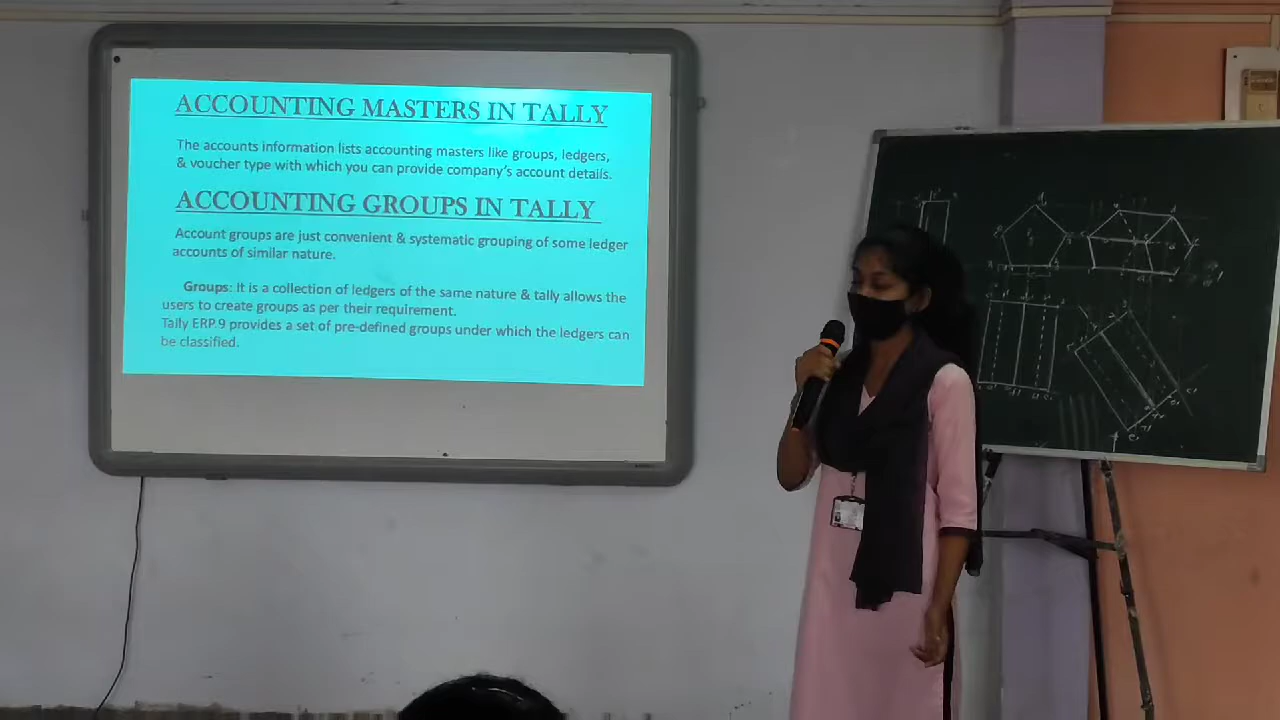 ACCOUNTING MASTERS IN TALLY
The accounts information lists accounting masters like groups, ledgers,
& voucher type with which you can provide company's account details.
ACCOUNTING GROUPS IN TALLY
Account groups are just convenient & systematic grouping of some ledger
accounts of similar nature.
Groups: It is a collection of ledgers of the same nature & tally allows the
users to create groups as per their requirement.
Tally ERP.9 provides a set of pre-defined groups under which the ledgers can
be classified.